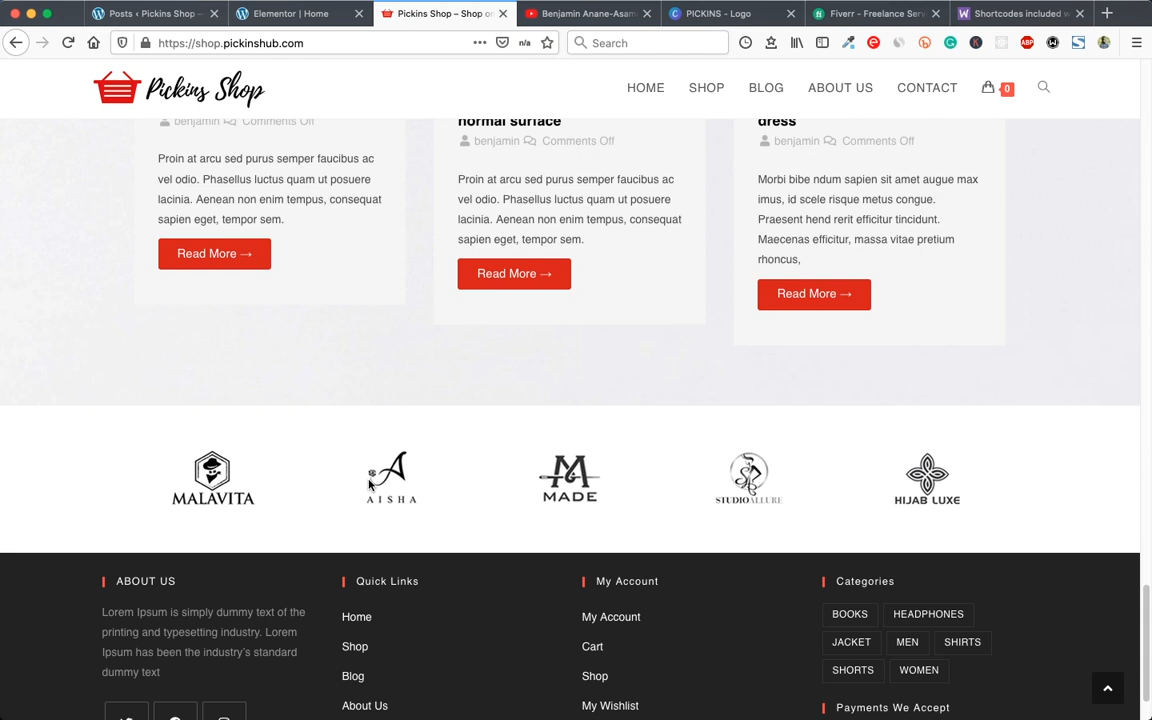 Posts ‹ Pickins Shop —
Elementor | Home
Pickins Shop – Shop o
Benjamin Anane-Asam
PICKINS - Logo
Fiverr - Freelance Serv
Shortcodes included w
https://shop.pickinshub.com
n/a
Search
ABP
Pickins Shop
HOME
SHOP
BLOG
ABOUT US
CONTACT
0
normal surface
dress
benjamin
Comments Off
benjamin
Comments Off
benjamin
Comments Off
Proin at arcu sed purus semper faucibus ac
vel odio. Phasellus luctus quam ut posuere
lacinia. Aenean non enim tempus, consequat
sapien eget, tempor sem.
Read More →
Proin at arcu sed purus semper faucibus ac
vel odio. Phasellus luctus quam ut posuere
lacinia. Aenean non enim tempus, consequat
sapien eget, tempor sem.
Read More →
Morbi bibe ndum sapien sit amet augue max
imus, id scele risque metus congue.
Praesent hend rerit efficitur tincidunt.
Maecenas efficitur, massa vitae pretium
rhoncus,
Read More →
MALAVITA
A
AISHA
M
MADE
STUDIOALLURE
HIJAB LUXE
ABOUT US
Lorem Ipsum is simply dummy text of the
printing and typesetting industry. Lorem
Ipsum has been the industry's standard
dummy text
Quick Links
Home
Shop
Blog
About Us
My Account
My Account
Cart
Shop
My Wishlist
Categories
BOOKS
HEADPHONES
JACKET
MEN
SHIRTS
SHORTS
WOMEN
Payments We Accept